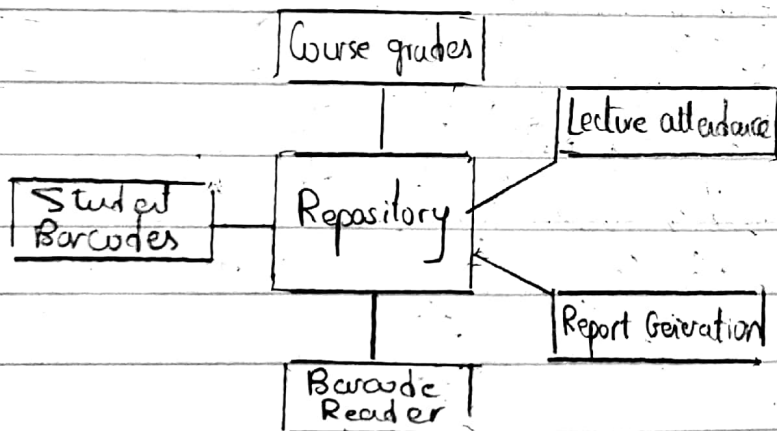 Course grades
Lecture attendance
Student
Barcodes
Repository
Report Generation
Barcode
Reader